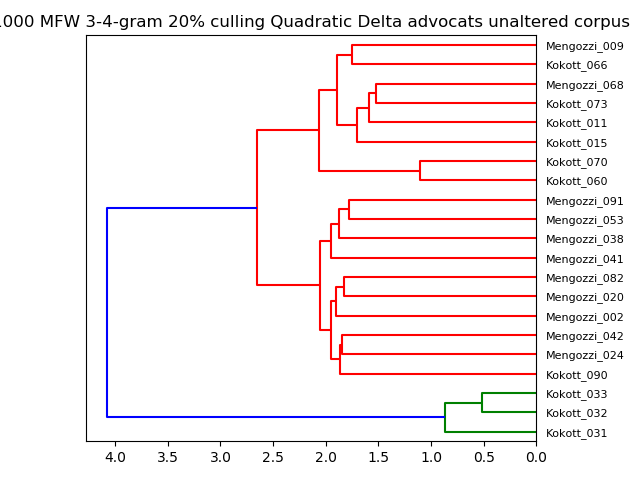 000 MFW 3-4-gram 20% culling Quadratic Delta advocats unaltered corpus
Mengozzi_009
Kokott_066
Mengozzi_068
Kokott_073
Kokott_011
Kokott_015
Kokott_070
Kokott_060
Mengozzi_091
Mengozzi_053
Mengozzi_038
Mengozzi_041
Mengozzi_082
Mengozzi_020
Mengozzi_002
Mengozzi_042
Mengozzi_024
Kokott_090
Kokott_033
Kokott_032
Kokott_031
4.0 3.5 3.0 2.5 2.0 1.5 1.0 0.5 0.0